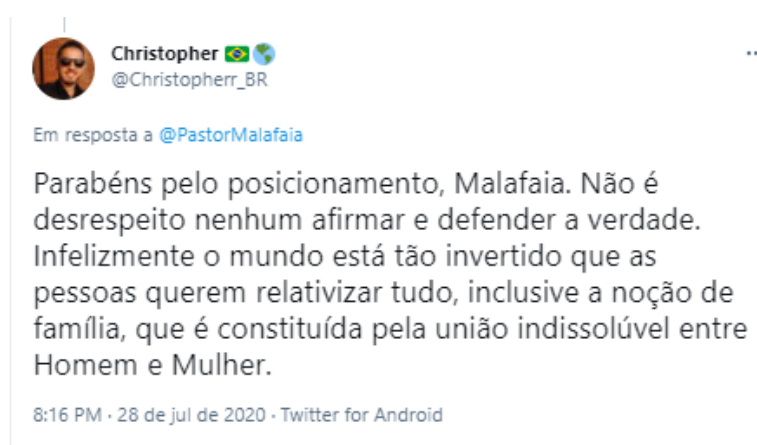 Christopher 🇧🇷🌎
@Christopherr_BR
Em resposta a @PastorMalafaia
Parabéns pelo posicionamento, Malafaia. Não é
desrespeito nenhum afirmar e defender a verdade.
Infelizmente o mundo está tão invertido que as
pessoas querem relativizar tudo, inclusive a noção de
família, que é constituída pela união indissolúvel entre
Homem e Mulher.
8:16 PM · 28 de jul de 2020 · Twitter for Android